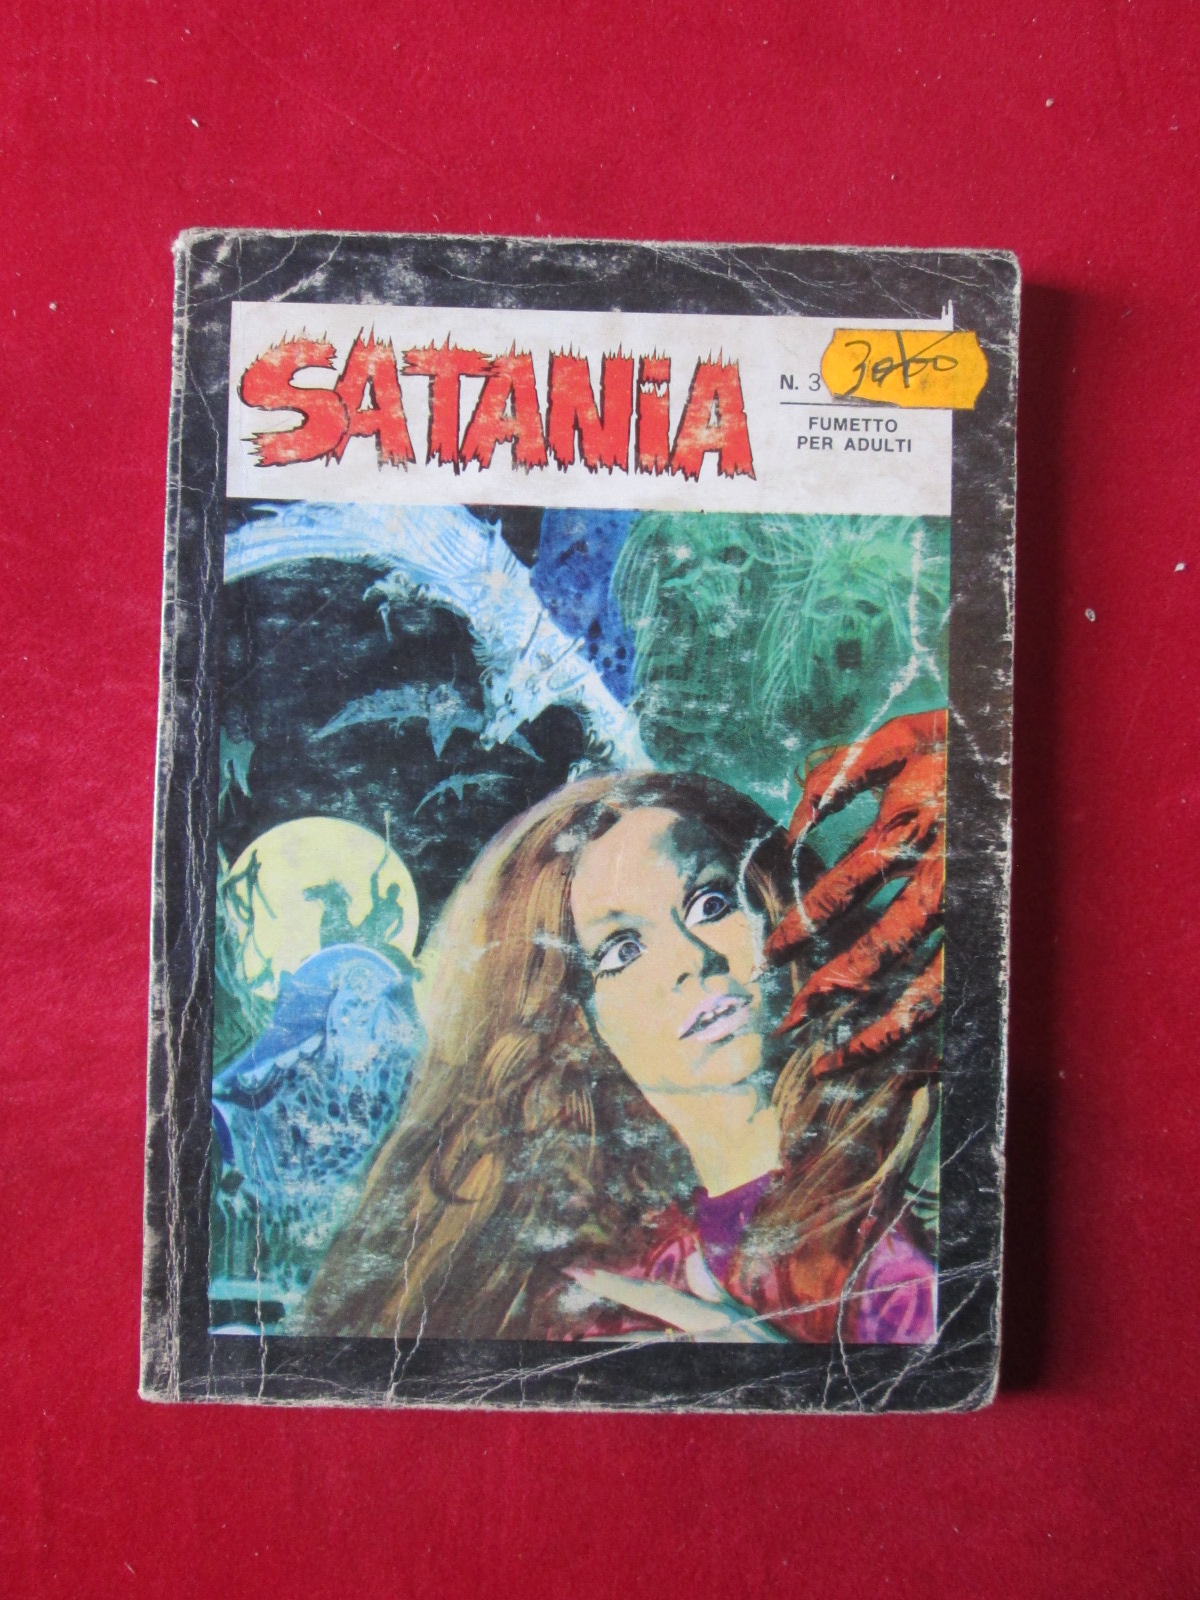 SATANiA
N. 3
FUMETTO
PER ADULTI